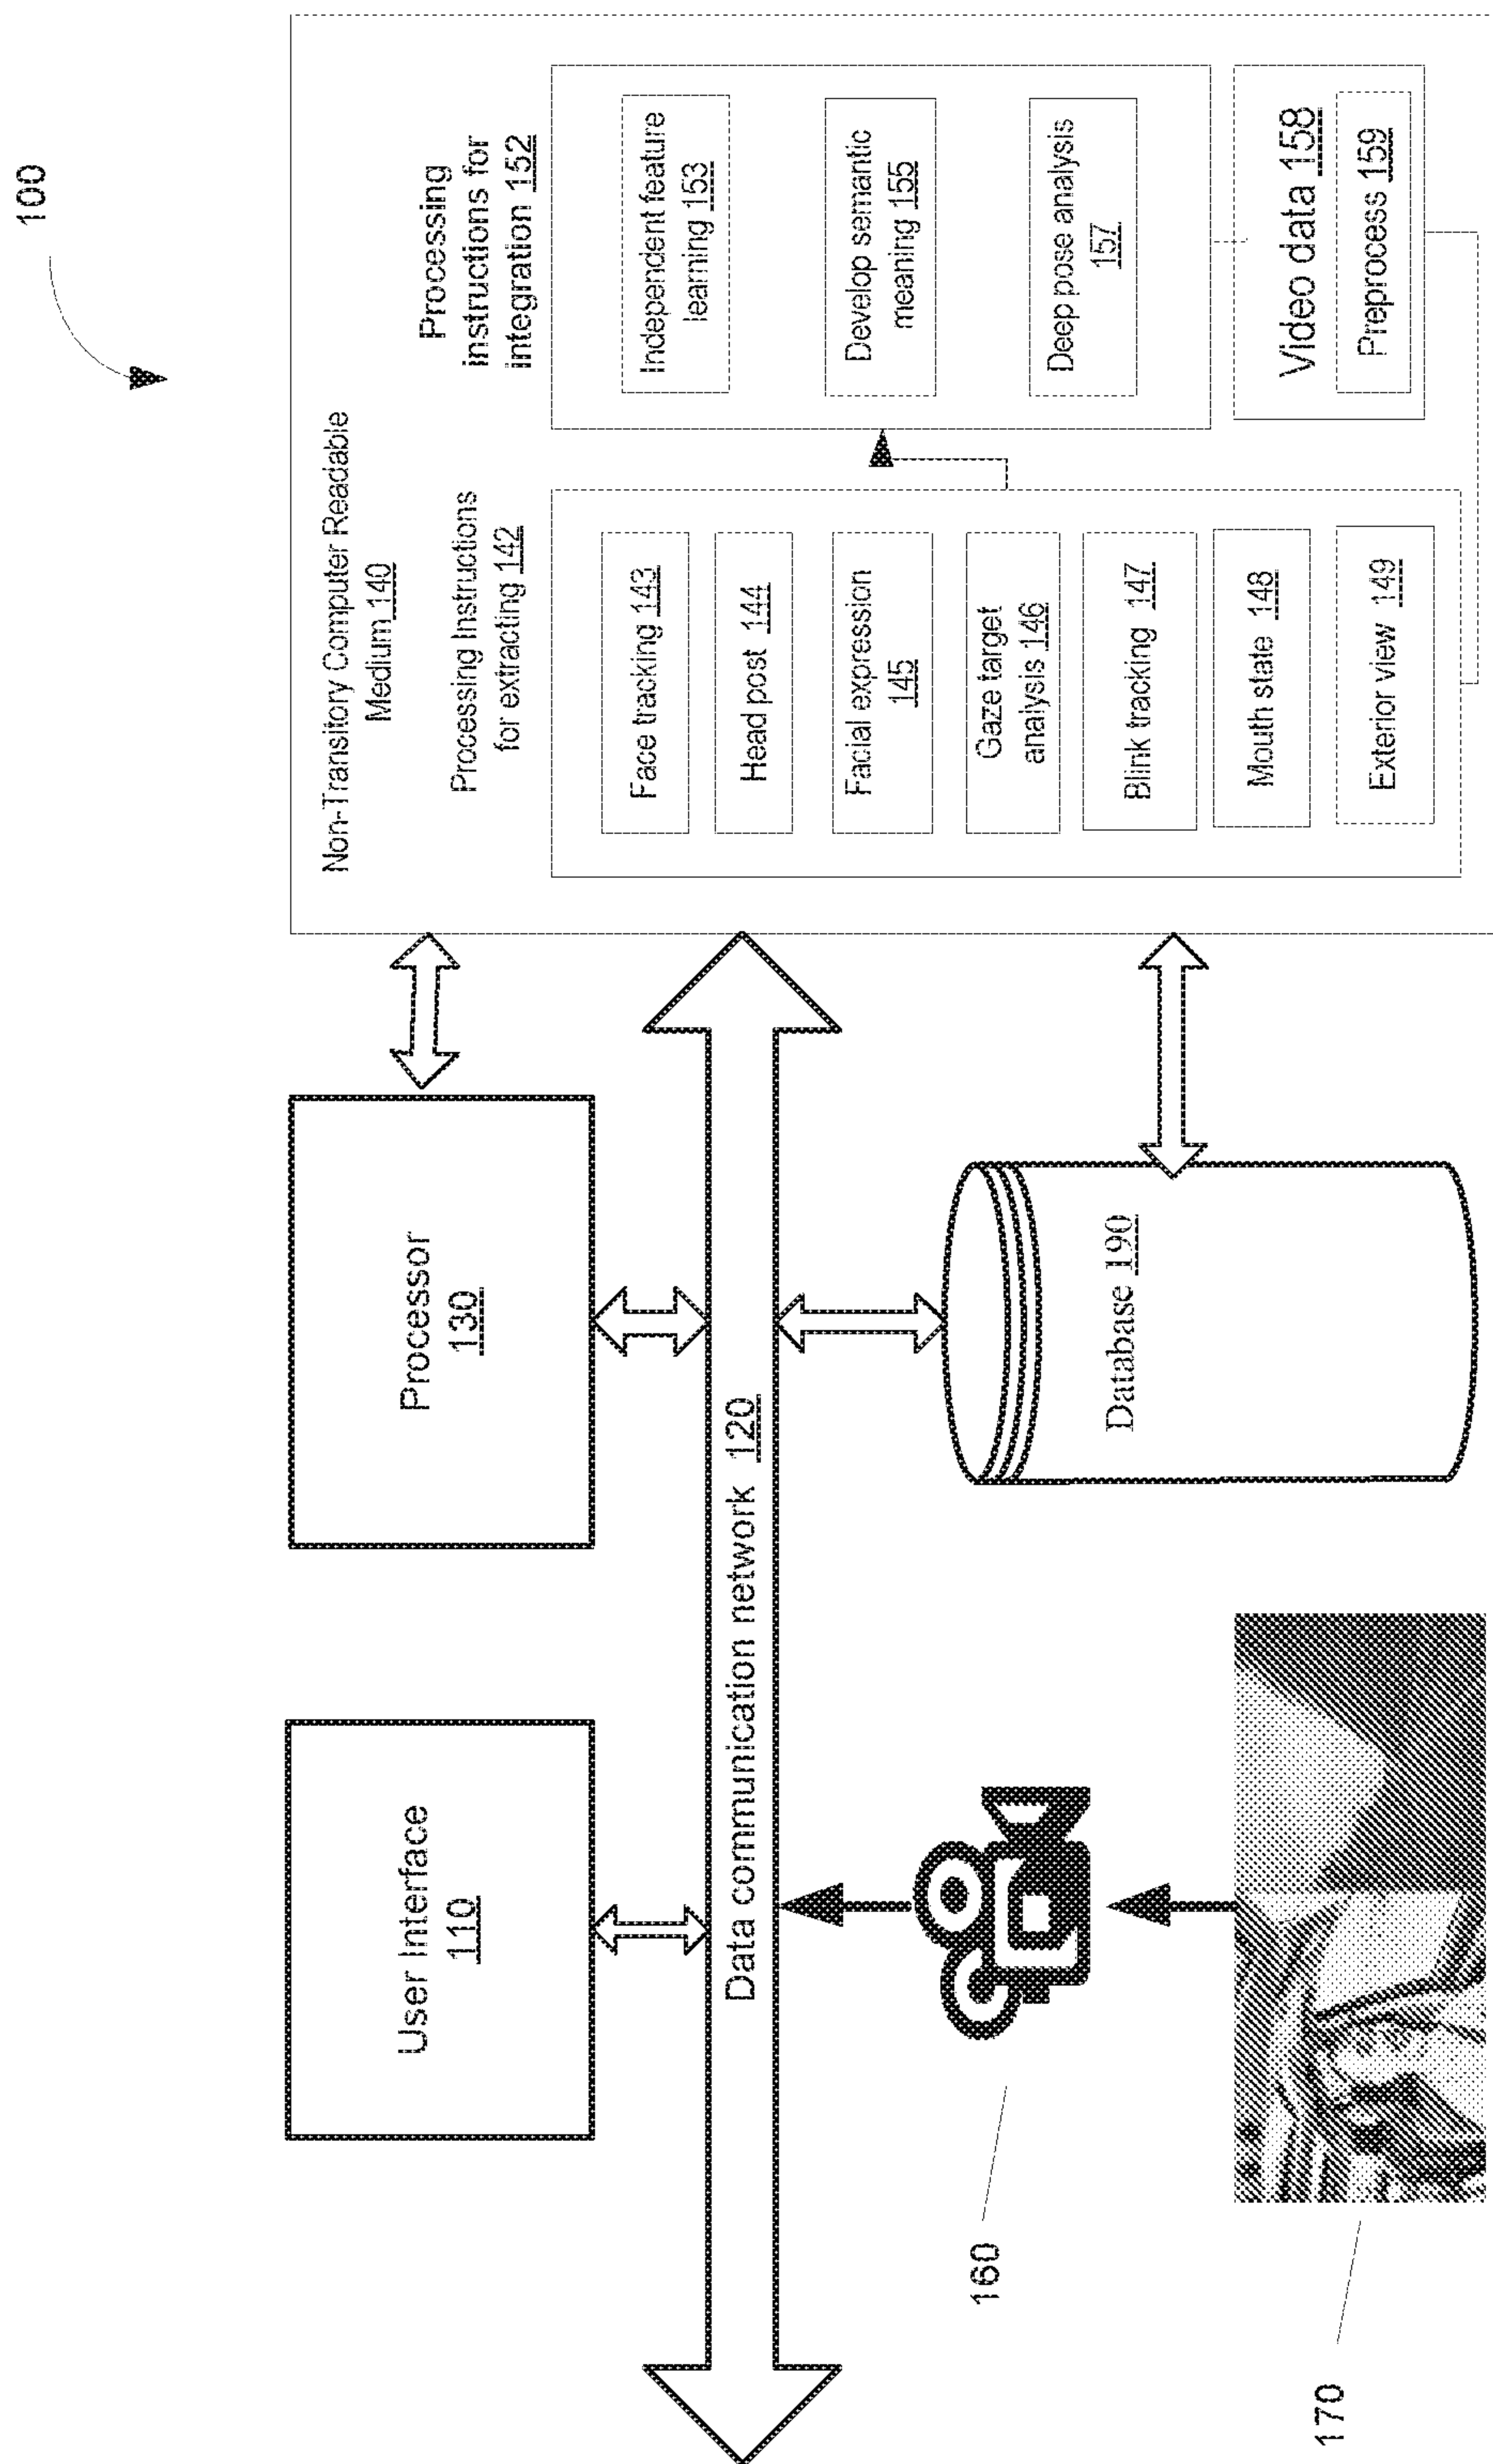 100
Non-Transitory Computer Readable
Medium 140
Processing Instructions
for extracting 142
Face tracking 143
Head post 144
Facial expression
145
Gaze target
analysis 146
Blink tracking 147
Mouth state 148
Exterior view 149
Processing
instructions for
integration 152
Independent feature
learning 153
Develop semantic
meaning 155
Deep pose analysis
157
Video data 158
Preprocess 159
User Interface
110
Processor
130
Data communication network 120
Database 190
160
170